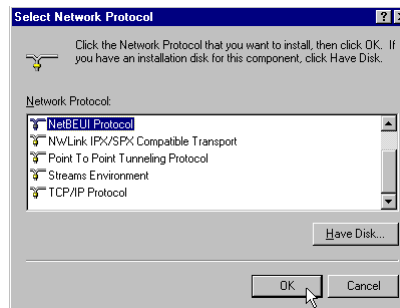 Select Network Protocol
Click the Network Protocol that you want to install, then click OK. If
you have an installation disk for this component, click Have Disk.
Network Protocol:
NetBEUI Protocol
NWLink IPX/SPX Compatible Transport
Point To Point Tunneling Protocol
Streams Environment
TCP/IP Protocol
Have Disk...
OK
Cancel